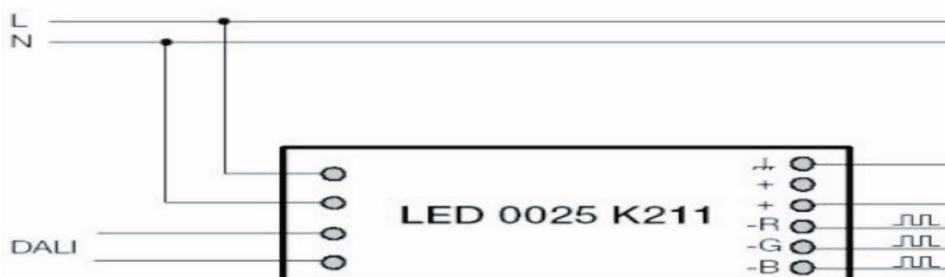 L
N
LED 0025 K211
+
+
-R
-G
-B
DALI